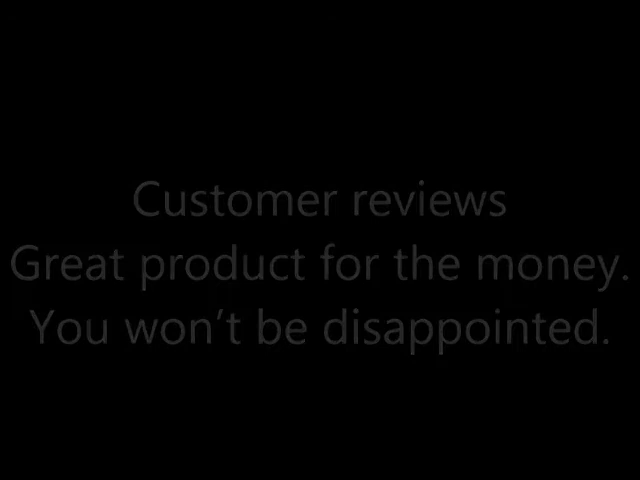 Customer reviews
Great product for the money.
You won’t be disappointed.